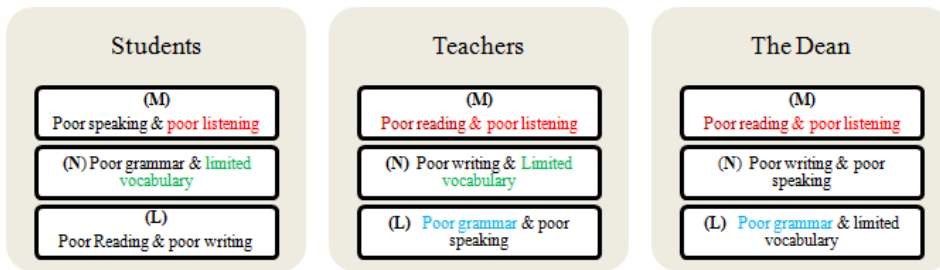 Students
(M)
Poor speaking & poor listening
(N) Poor grammar & limited
vocabulary
(L)
Poor Reading & poor writing
Teachers
(M)
Poor reading & poor listening
(N) Poor writing & Limited
vocabulary
(L) Poor grammar & poor
speaking
The Dean
(M)
Poor reading & poor listening
(N) Poor writing & poor
speaking
(L) Poor grammar & limited
vocabulary